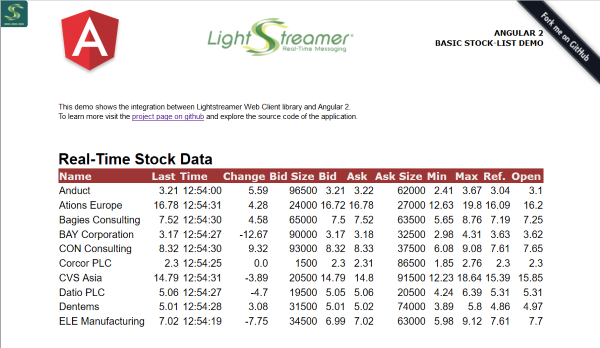 A
LightStreamer®
Real-Time Messaging
ANGULAR 2
BASIC STOCK-LIST DEMO
Fork me on GitHub
This demo shows the integration between Lightstreamer Web Client library and Angular 2.
To learn more visit the project page on github and explore the source code of the application.
Real-Time Stock Data
Name Last Time Change Bid Size Bid Ask Ask Size Min Max Ref. Open
Anduct 3.21 12:54:00 5.59 96500 3.21 3.22 62000 2.41 3.67 3.04 3.1
Ations Europe 16.78 12:54:31 4.28 24000 16.72 16.78 27000 12.63 19.8 16.09 16.2
Bagies Consulting 7.52 12:54:30 4.58 65000 7.5 7.52 63500 5.65 8.76 7.19 7.25
BAY Corporation 3.17 12:54:27 -12.67 90000 3.17 3.18 32500 2.98 4.31 3.63 3.62
CON Consulting 8.32 12:54:30 9.32 93000 8.32 8.33 37500 6.08 9.08 7.61 7.65
Corcor PLC 2.3 12:54:25 0.0 1500 2.3 2.31 86500 1.85 2.76 2.3 2.3
CVS Asia 14.79 12:54:31 -3.89 20500 14.79 14.8 91500 12.23 18.64 15.39 15.85
Datio PLC 5.06 12:54:27 -4.7 19500 5.05 5.06 20500 4.24 6.39 5.31 5.31
Dentems 5.01 12:54:28 3.08 31500 5.01 5.02 74000 3.89 5.8 4.86 4.97
ELE Manufacturing 7.02 12:54:19 -7.75 34500 6.99 7.02 63000 5.98 9.12 7.61 7.7